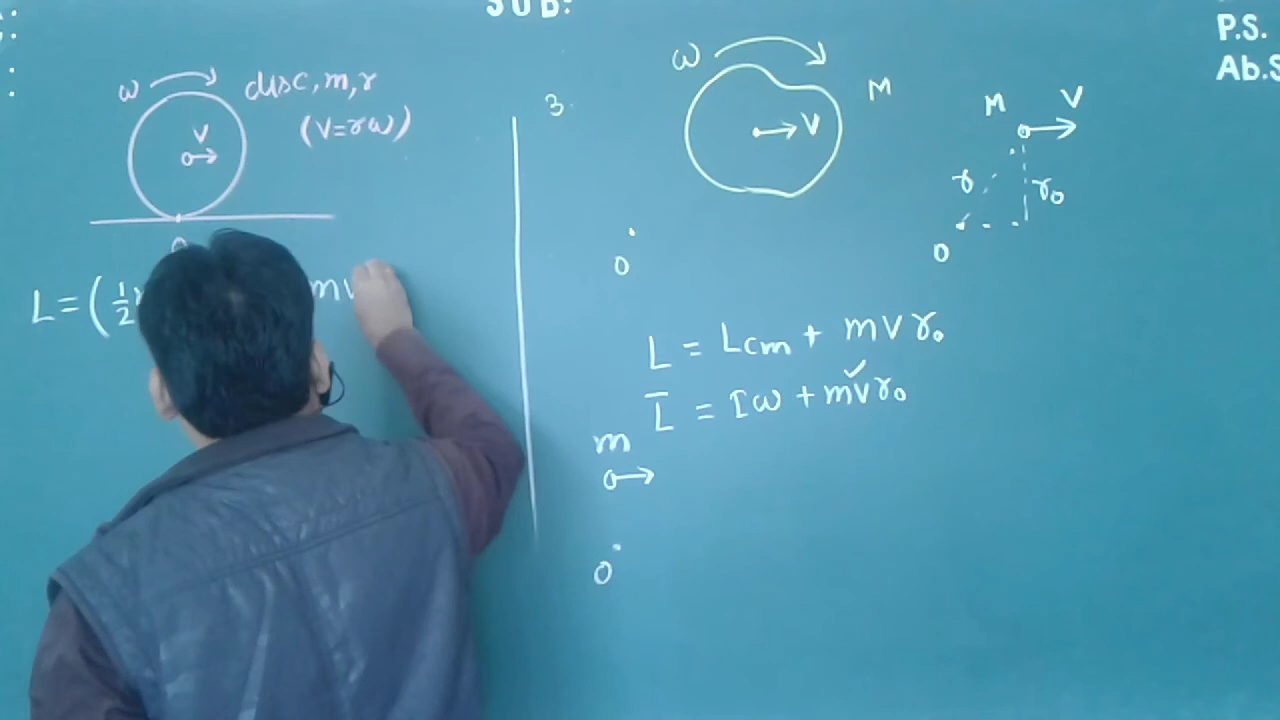 SUB:
P.S.
Ab.S
ω disc, m, r
V
(V=rω)
O
L = (½
mv
3.
ω
M
V
O
M V
r
r₀
O
L = Lcm + mvr₀
L̅ = Iω + mvr₀
m
O